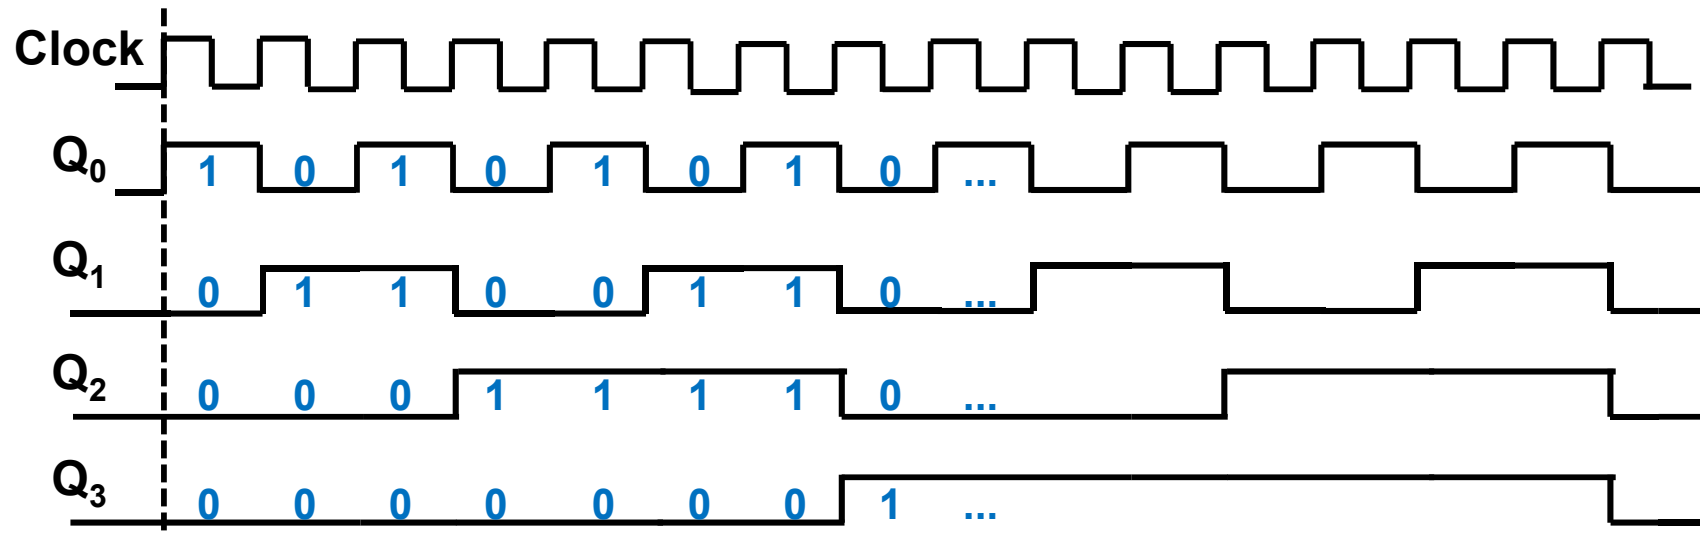 Clock
Q0 1 0 1 0 1 0 1 0 ...
Q1 0 1 1 0 0 1 1 0 ...
Q2 0 0 0 1 1 1 1 0 ...
Q3 0 0 0 0 0 0 0 1 ...